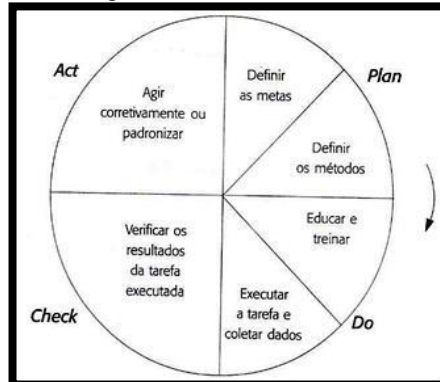 Act
Agir
corretivamente ou
padronizar
Definir
as metas
Plan
Definir
os métodos
Educar e
treinar
Do
Executar
a tarefa e
coletar dados
Check
Verificar os
resultados
da tarefa
executada